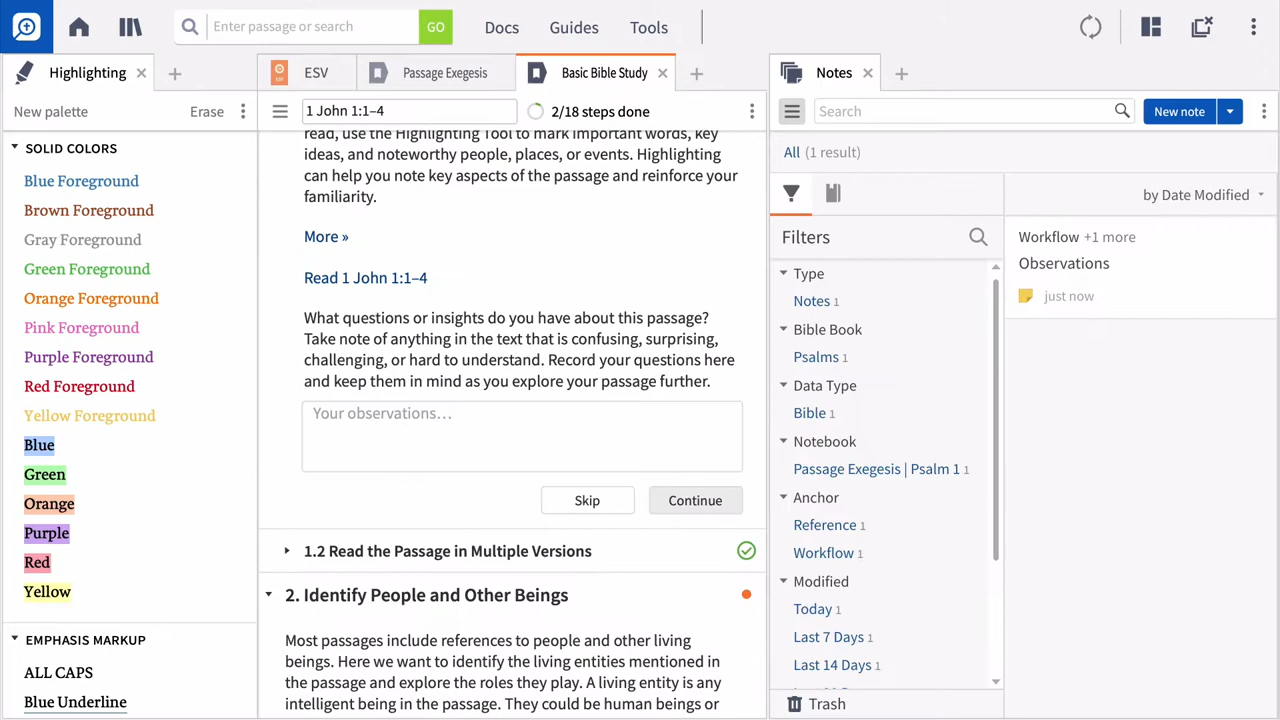 Enter passage or search
GO
Docs
Guides
Tools
Highlighting
New palette
Erase
SOLID COLORS
Blue Foreground
Brown Foreground
Gray Foreground
Green Foreground
Orange Foreground
Pink Foreground
Purple Foreground
Red Foreground
Yellow Foreground
Blue
Green
Orange
Purple
Red
Yellow
EMPHASIS MARKUP
ALL CAPS
Blue Underline
ESV
Passage Exegesis
Basic Bible Study
1 John 1:1–4
2/18 steps done
read, use the Highlighting Tool to mark important words, key
ideas, and noteworthy people, places, or events. Highlighting
can help you note key aspects of the passage and reinforce your
familiarity.
More »
Read 1 John 1:1–4
What questions or insights do you have about this passage?
Take note of anything in the text that is confusing, surprising,
challenging, or hard to understand. Record your questions here
and keep them in mind as you explore your passage further.
Your observations…
Skip
Continue
1.2 Read the Passage in Multiple Versions
2. Identify People and Other Beings
Most passages include references to people and other living
beings. Here we want to identify the living entities mentioned in
the passage and explore the roles they play. A living entity is any
intelligent being in the passage. They could be human beings or
Notes
Search
New note
All (1 result)
by Date Modified
Filters
Type
Notes 1
Bible Book
Psalms 1
Data Type
Bible 1
Notebook
Passage Exegesis | Psalm 1 1
Anchor
Reference 1
Workflow 1
Modified
Today 1
Last 7 Days 1
Last 14 Days 1
Trash
Workflow +1 more
Observations
just now